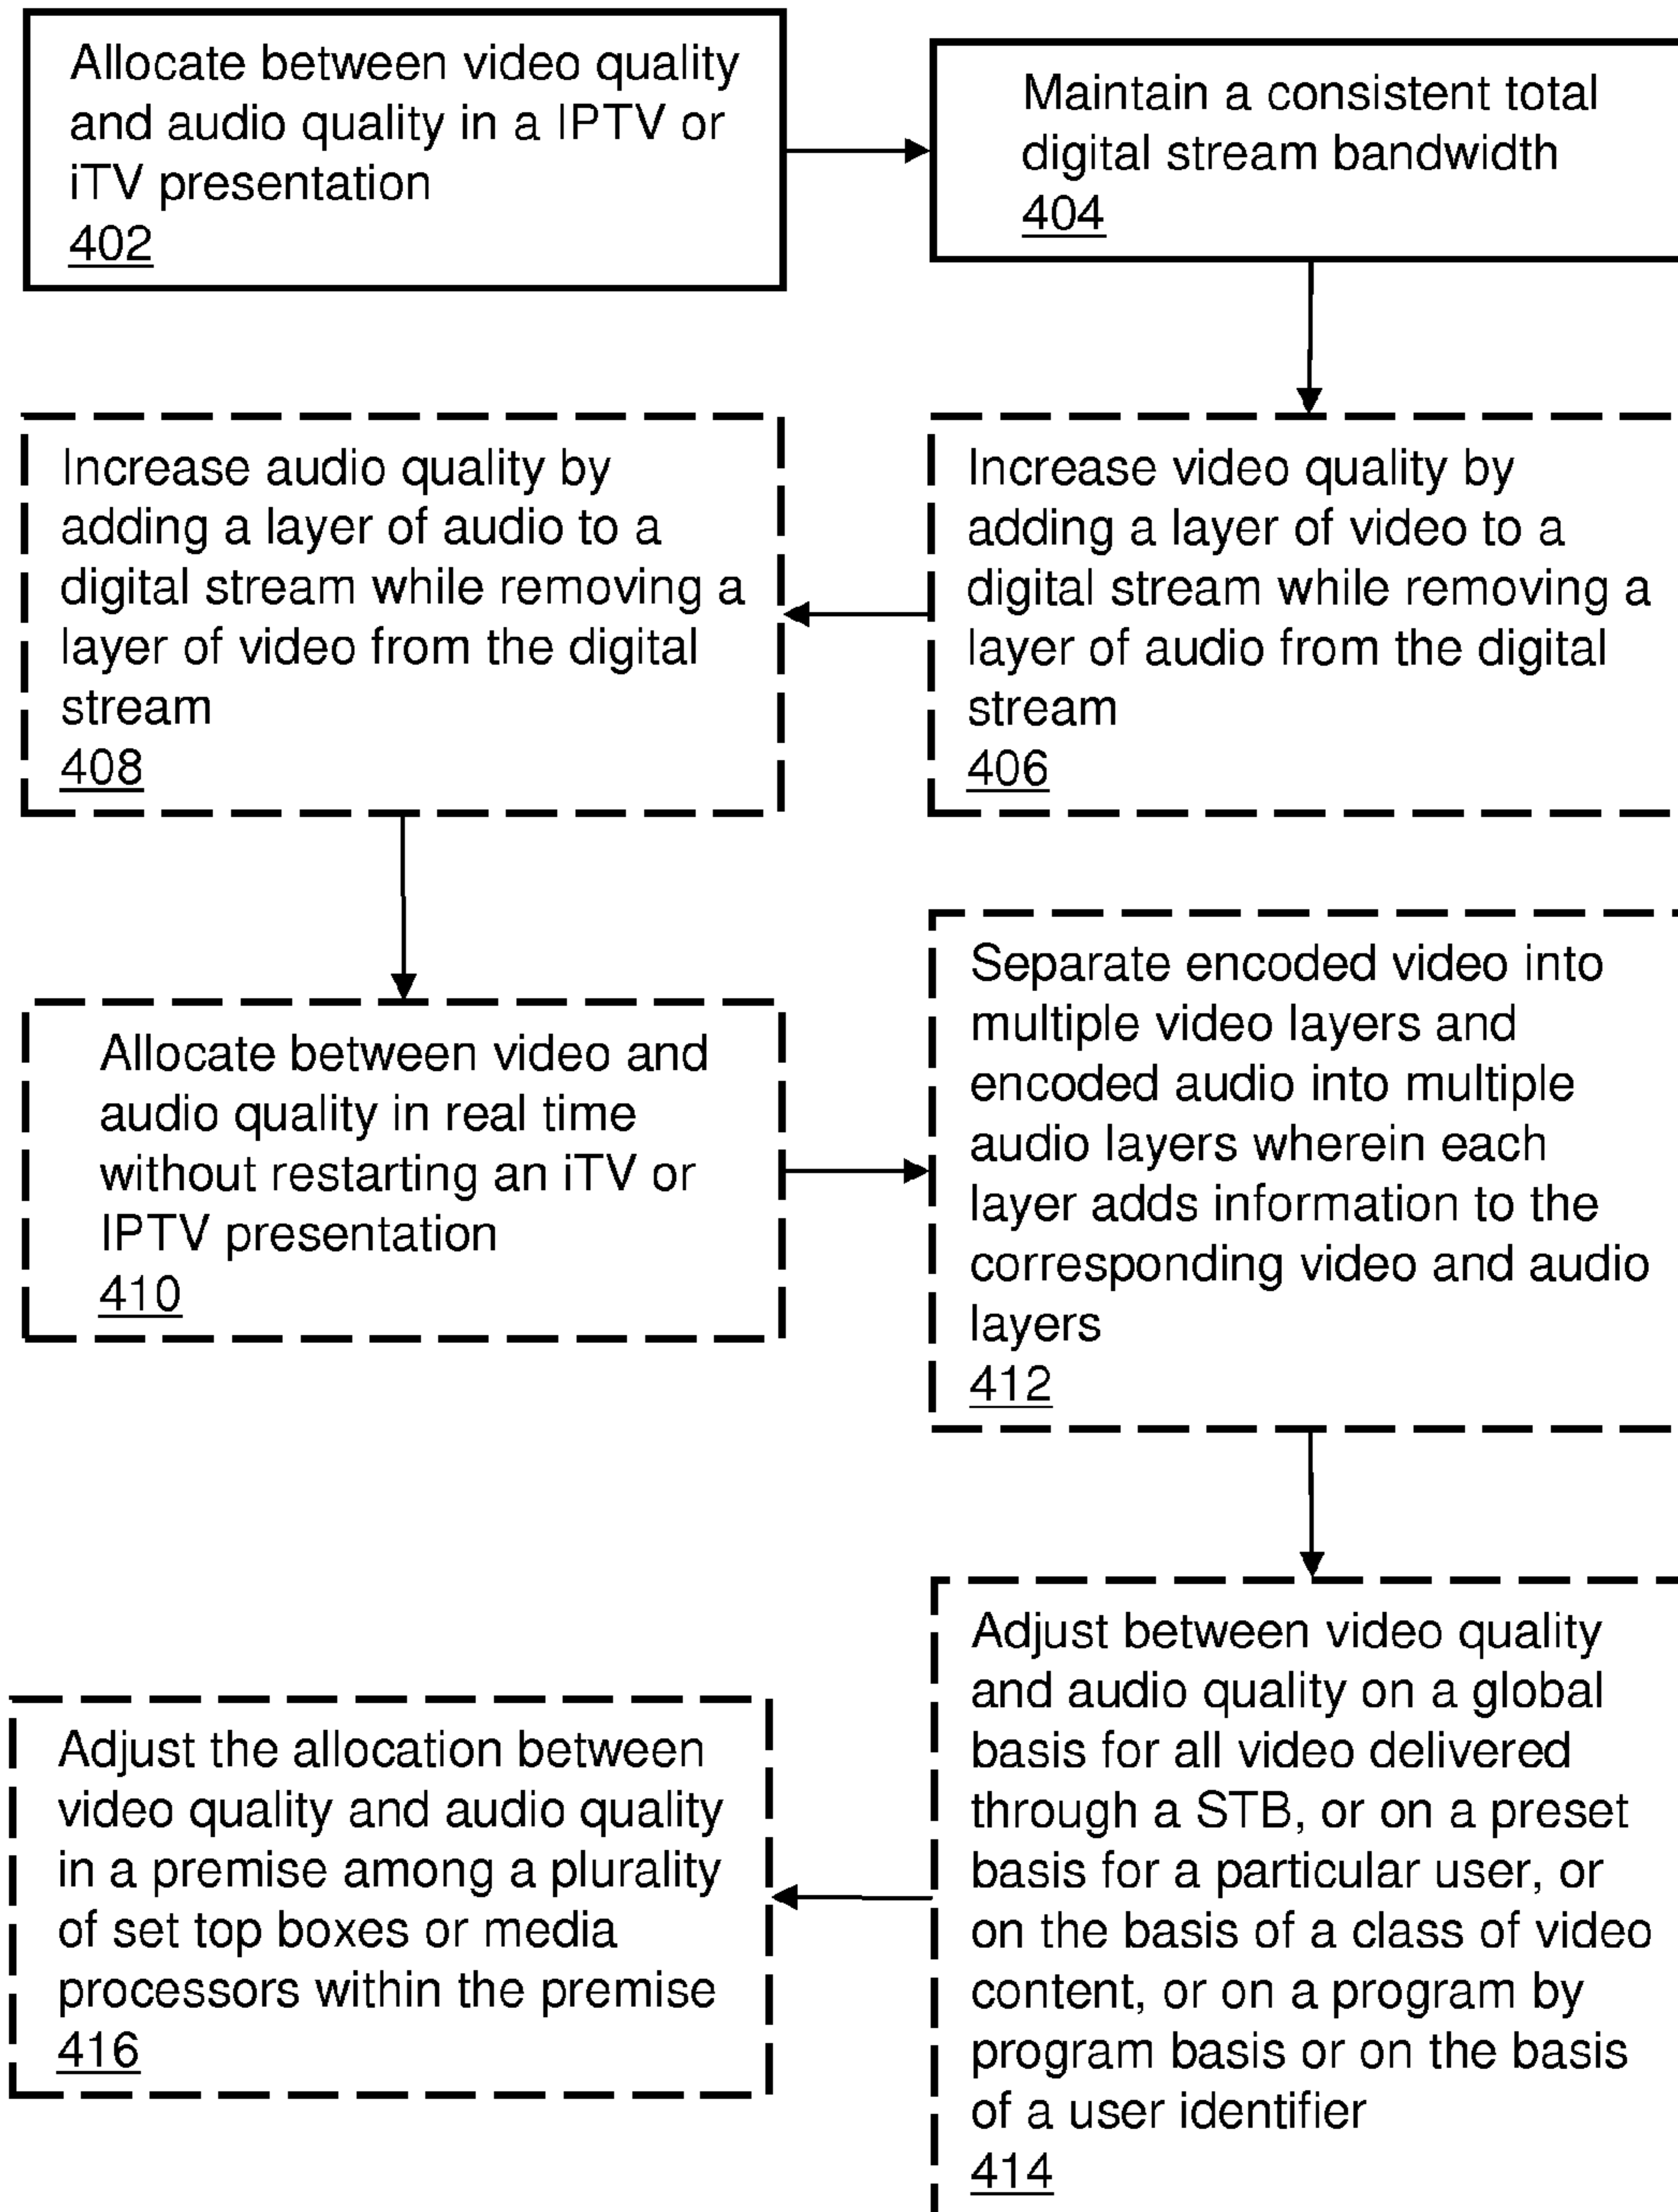 Allocate between video quality
and audio quality in a IPTV or
iTV presentation
402
Maintain a consistent total
digital stream bandwidth
404
Increase video quality by
adding a layer of video to a
digital stream while removing a
layer of audio from the digital
stream
406
Increase audio quality by
adding a layer of audio to a
digital stream while removing a
layer of video from the digital
stream
408
Allocate between video and
audio quality in real time
without restarting an iTV or
IPTV presentation
410
Separate encoded video into
multiple video layers and
encoded audio into multiple
audio layers wherein each
layer adds information to the
corresponding video and audio
layers
412
Adjust between video quality
and audio quality on a global
basis for all video delivered
through a STB, or on a preset
basis for a particular user, or
on the basis of a class of video
content, or on a program by
program basis or on the basis
of a user identifier
414
Adjust the allocation between
video quality and audio quality
in a premise among a plurality
of set top boxes or media
processors within the premise
416